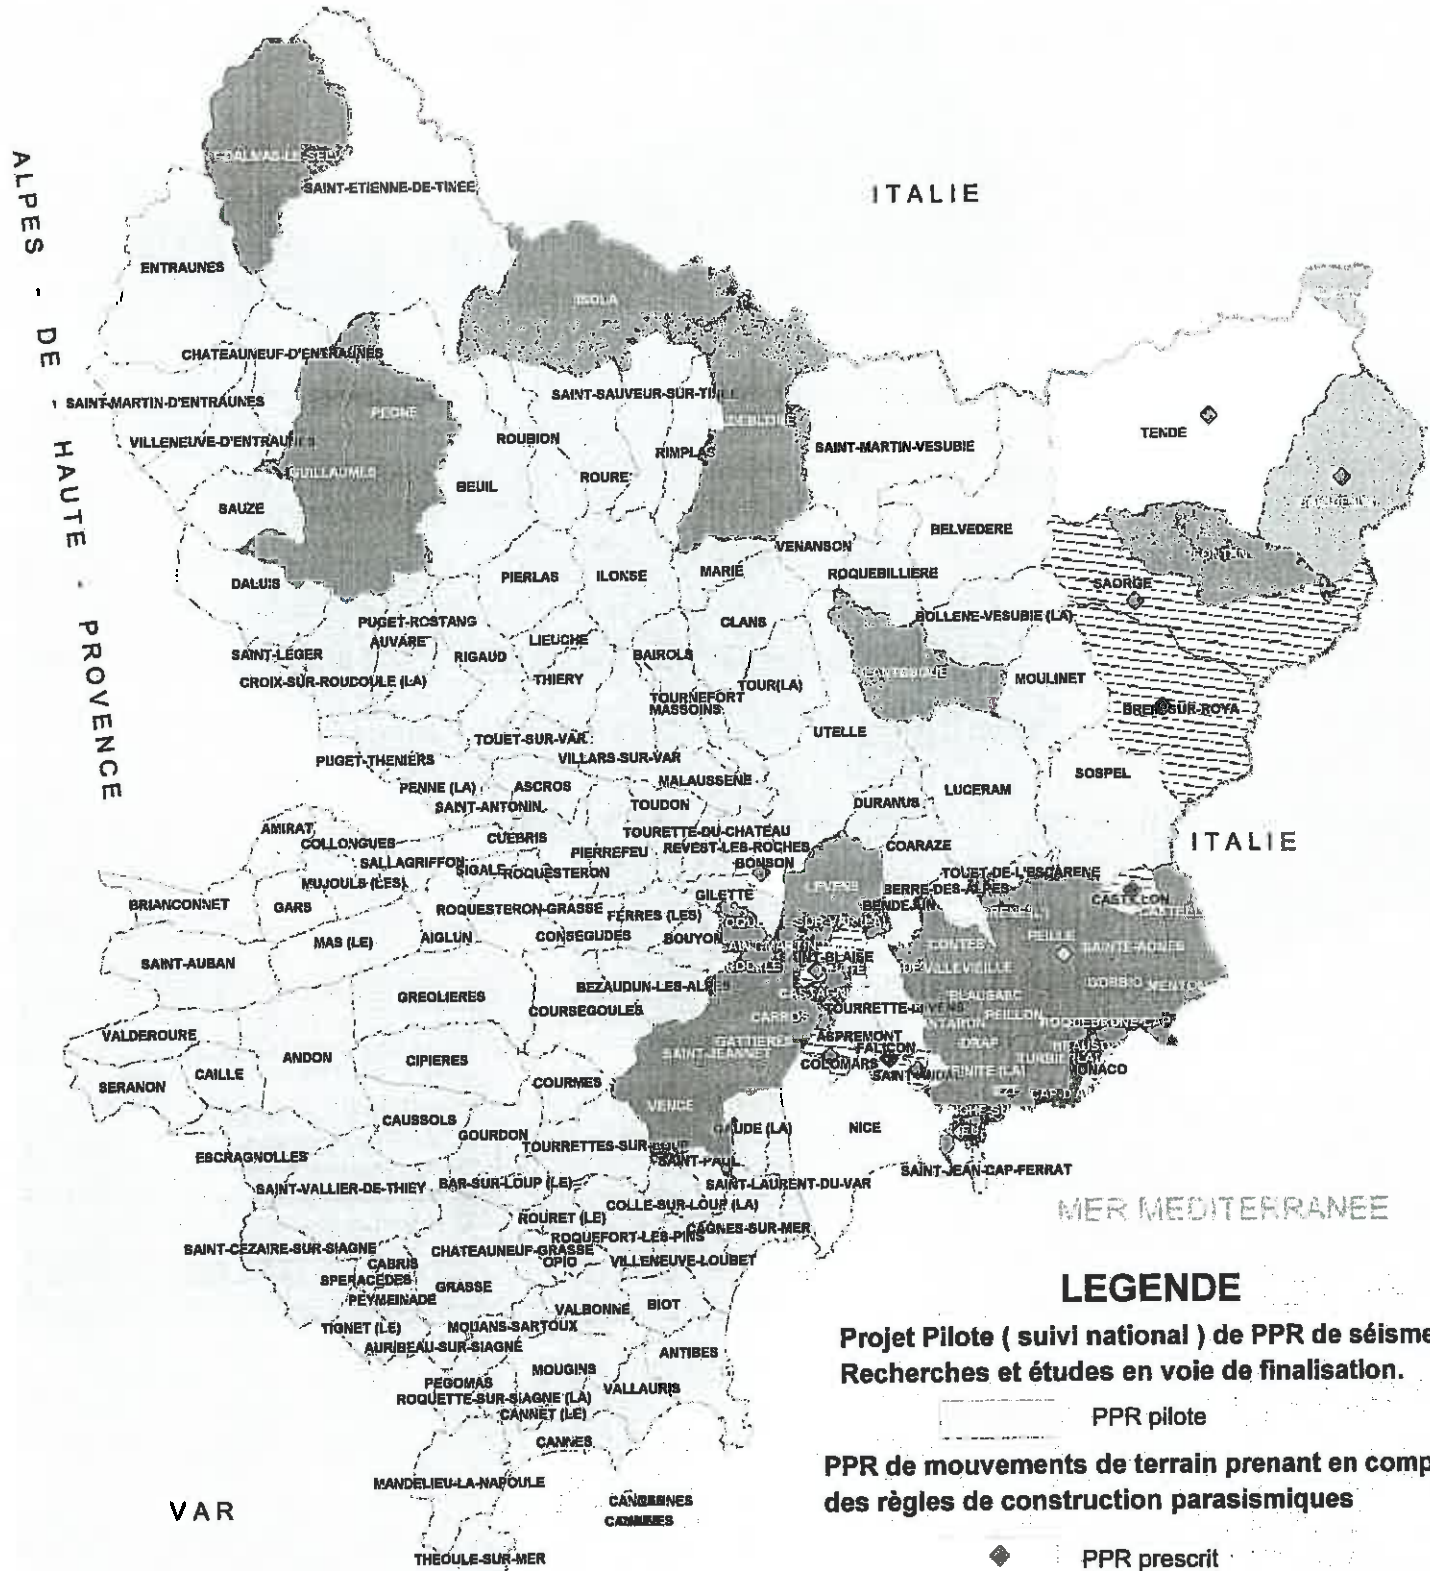 ALPES - DE - HAUTE - PROVENCE
SAINT-ETIENNE-DE-TINEE
ITALIE
ENTRAUNES
ISOLA
CHATEAUNEUF-D'ENTRAUNES
SAINT-MARTIN-D'ENTRAUNES
PEONE
SAINT-SAUVEUR-SUR-TINEE
TENDE
VILLENEUVE-D'ENTRAUNES
ROUBION
RIMPLAS
SAINT-MARTIN-VESUBIE
GUILLAUMES
BEUIL
ROURE
SAUZE
BELVEDERE
VENANSON
DALUIS
PIERLAS
ILONSE
MARIE
ROQUEBILLIERE
SAORGE
PUGET-ROSTANG
CLANS
BOLLENE-VESUBIE (LA)
AUVARE
LIEUCHE
SAINT-LEGER
RIGAUD
BAIROLS
CROIX-SUR-ROUDOULE (LA)
THIERY
TOUR(LA)
MOULINET
TOURNEFORT
MASSOINS
BREIL-SUR-ROYA
TOUET-SUR-VAR
UTELLE
PUGET-THENIERS
VILLARS-SUR-VAR
SOSPEL
PENNE (LA)
ASCROS
MALAUSSENE
LUCERAM
SAINT-ANTONIN
TOUDON
DURANUS
AMIRAT
COLLONGUES
CUEBRIS
TOURETTE-DU-CHATEAU
COARAZE
ITALIE
SALLAGRIFFON
PIERREFEU
REVEST-LES-ROCHES
MUJOULS (LES)
SIGALE
ROQUESTERON
BONSON
TOUET-DE-L'ESCARENE
BRIANCONNET
GARS
GILETTE
LEVENS
BERRE-DES-ALPES
CASTILLON
ROQUESTERON-GRASSE
FERRES (LES)
BENDEJUN
MAS (LE)
AIGLUN
CONSEGUDES
BOUYON
CONTES
PEILLE
SAINTE-AGNES
SAINT-AUBAN
GREOLIERES
BEZAUDUN-LES-ALPES
GORBIO
MENTON
COURSEGOULES
BLAUSASC
VALDEROURE
CARROS
PEILLON
ANDON
CIPIERES
GATTIERES
ASPREMONT
DRAP
SAINT-JEANNET
COLOMARS
FALICON
SERANON
CAILLE
COURMES
MONACO
CAUSSOLS
VENCE
GOURDON
GAUDE (LA)
NICE
ESCRAGNOLLES
TOURRETTES-SUR-LOUP
SAINT-PAUL
SAINT-JEAN-CAP-FERRAT
SAINT-VALLIER-DE-THIEY
BAR-SUR-LOUP (LE)
SAINT-LAURENT-DU-VAR
COLLE-SUR-LOUP (LA)
ROURET (LE)
MER MEDITERRANEE
ROQUEFORT-LES-PINS
CAGNES-SUR-MER
SAINT-CEZAIRE-SUR-SIAGNE
CHATEAUNEUF-GRASSE
CABRIS
OPIO
VILLENEUVE-LOUBET
SPERACEDES
GRASSE
PEYMEINADE
VALBONNE
BIOT
TIGNET (LE)
MOUANS-SARTOUX
AURIBEAU-SUR-SIAGNE
ANTIBES
MOUGINS
PEGOMAS
VALLAURIS
ROQUETTE-SUR-SIAGNE (LA)
CANNET (LE)
CANNES
MANDELIEU-LA-NAPOULE
VAR
THEOULE-SUR-MER
LEGENDE
Projet Pilote ( suivi national ) de PPR de séisme
Recherches et études en voie de finalisation.
PPR pilote
PPR de mouvements de terrain prenant en comp
des règles de construction parasismiques
PPR prescrit